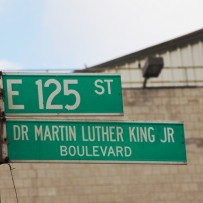 E 125 ST
DR MARTIN LUTHER KING JR
BOULEVARD